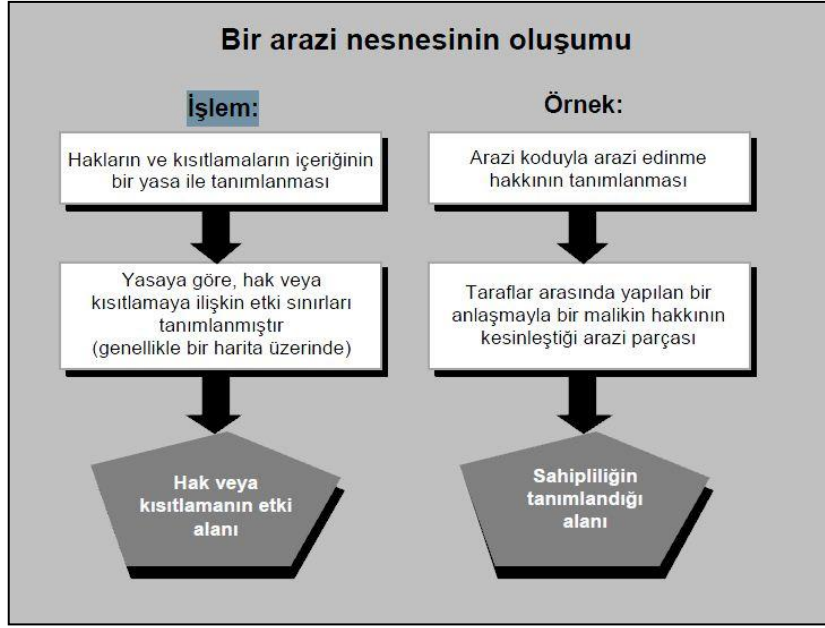 Bir arazi nesnesinin oluşumu
İşlem:
Hakların ve kısıtlamaların içeriğinin
bir yasa ile tanımlanması
Yasaya göre, hak veya
kısıtlamaya ilişkin etki sınırları
tanımlanmıştır
(genellikle bir harita üzerinde)
Hak veya
kısıtlamanın etki
alanı
Örnek:
Arazi koduyla arazi edinme
hakkının tanımlanması
Taraflar arasında yapılan bir
anlaşmayla bir malikin hakkının
kesinleştiği arazi parçası
Sahipliliğin
tanımlandığı
alanı